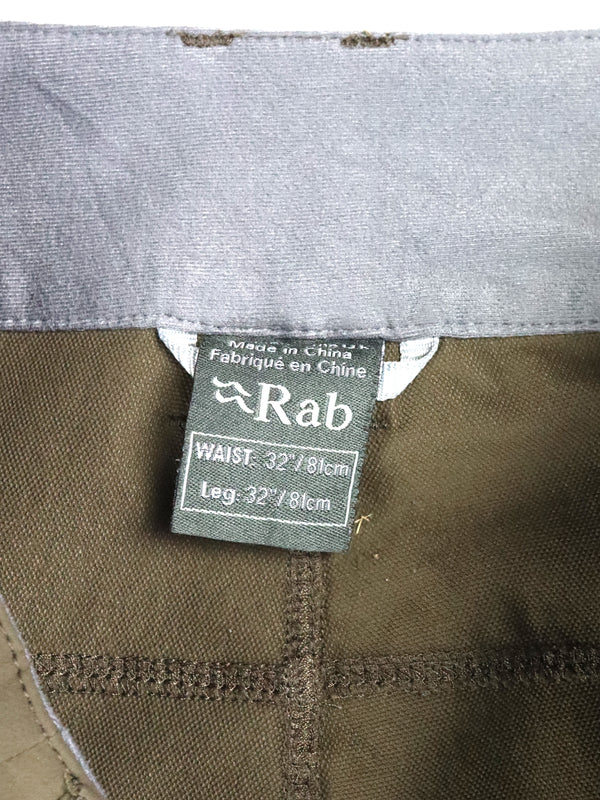 Made in China
Fabriqué en Chine
Rab
WAIST: 32"/81cm
Leg: 32"/81cm